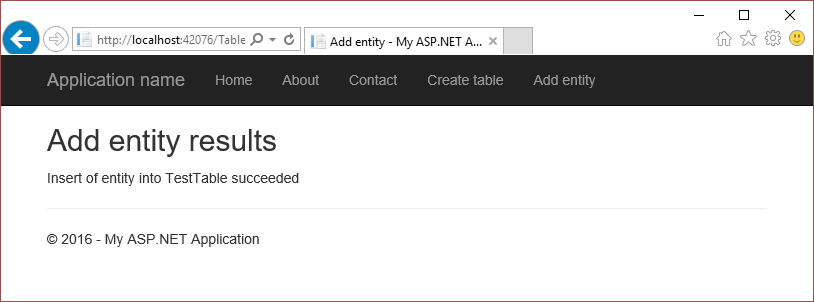 http://localhost:42076/Table
Add entity - My ASP.NET A...
Application name Home About Contact Create table Add entity
Add entity results
Insert of entity into TestTable succeeded
© 2016 - My ASP.NET Application